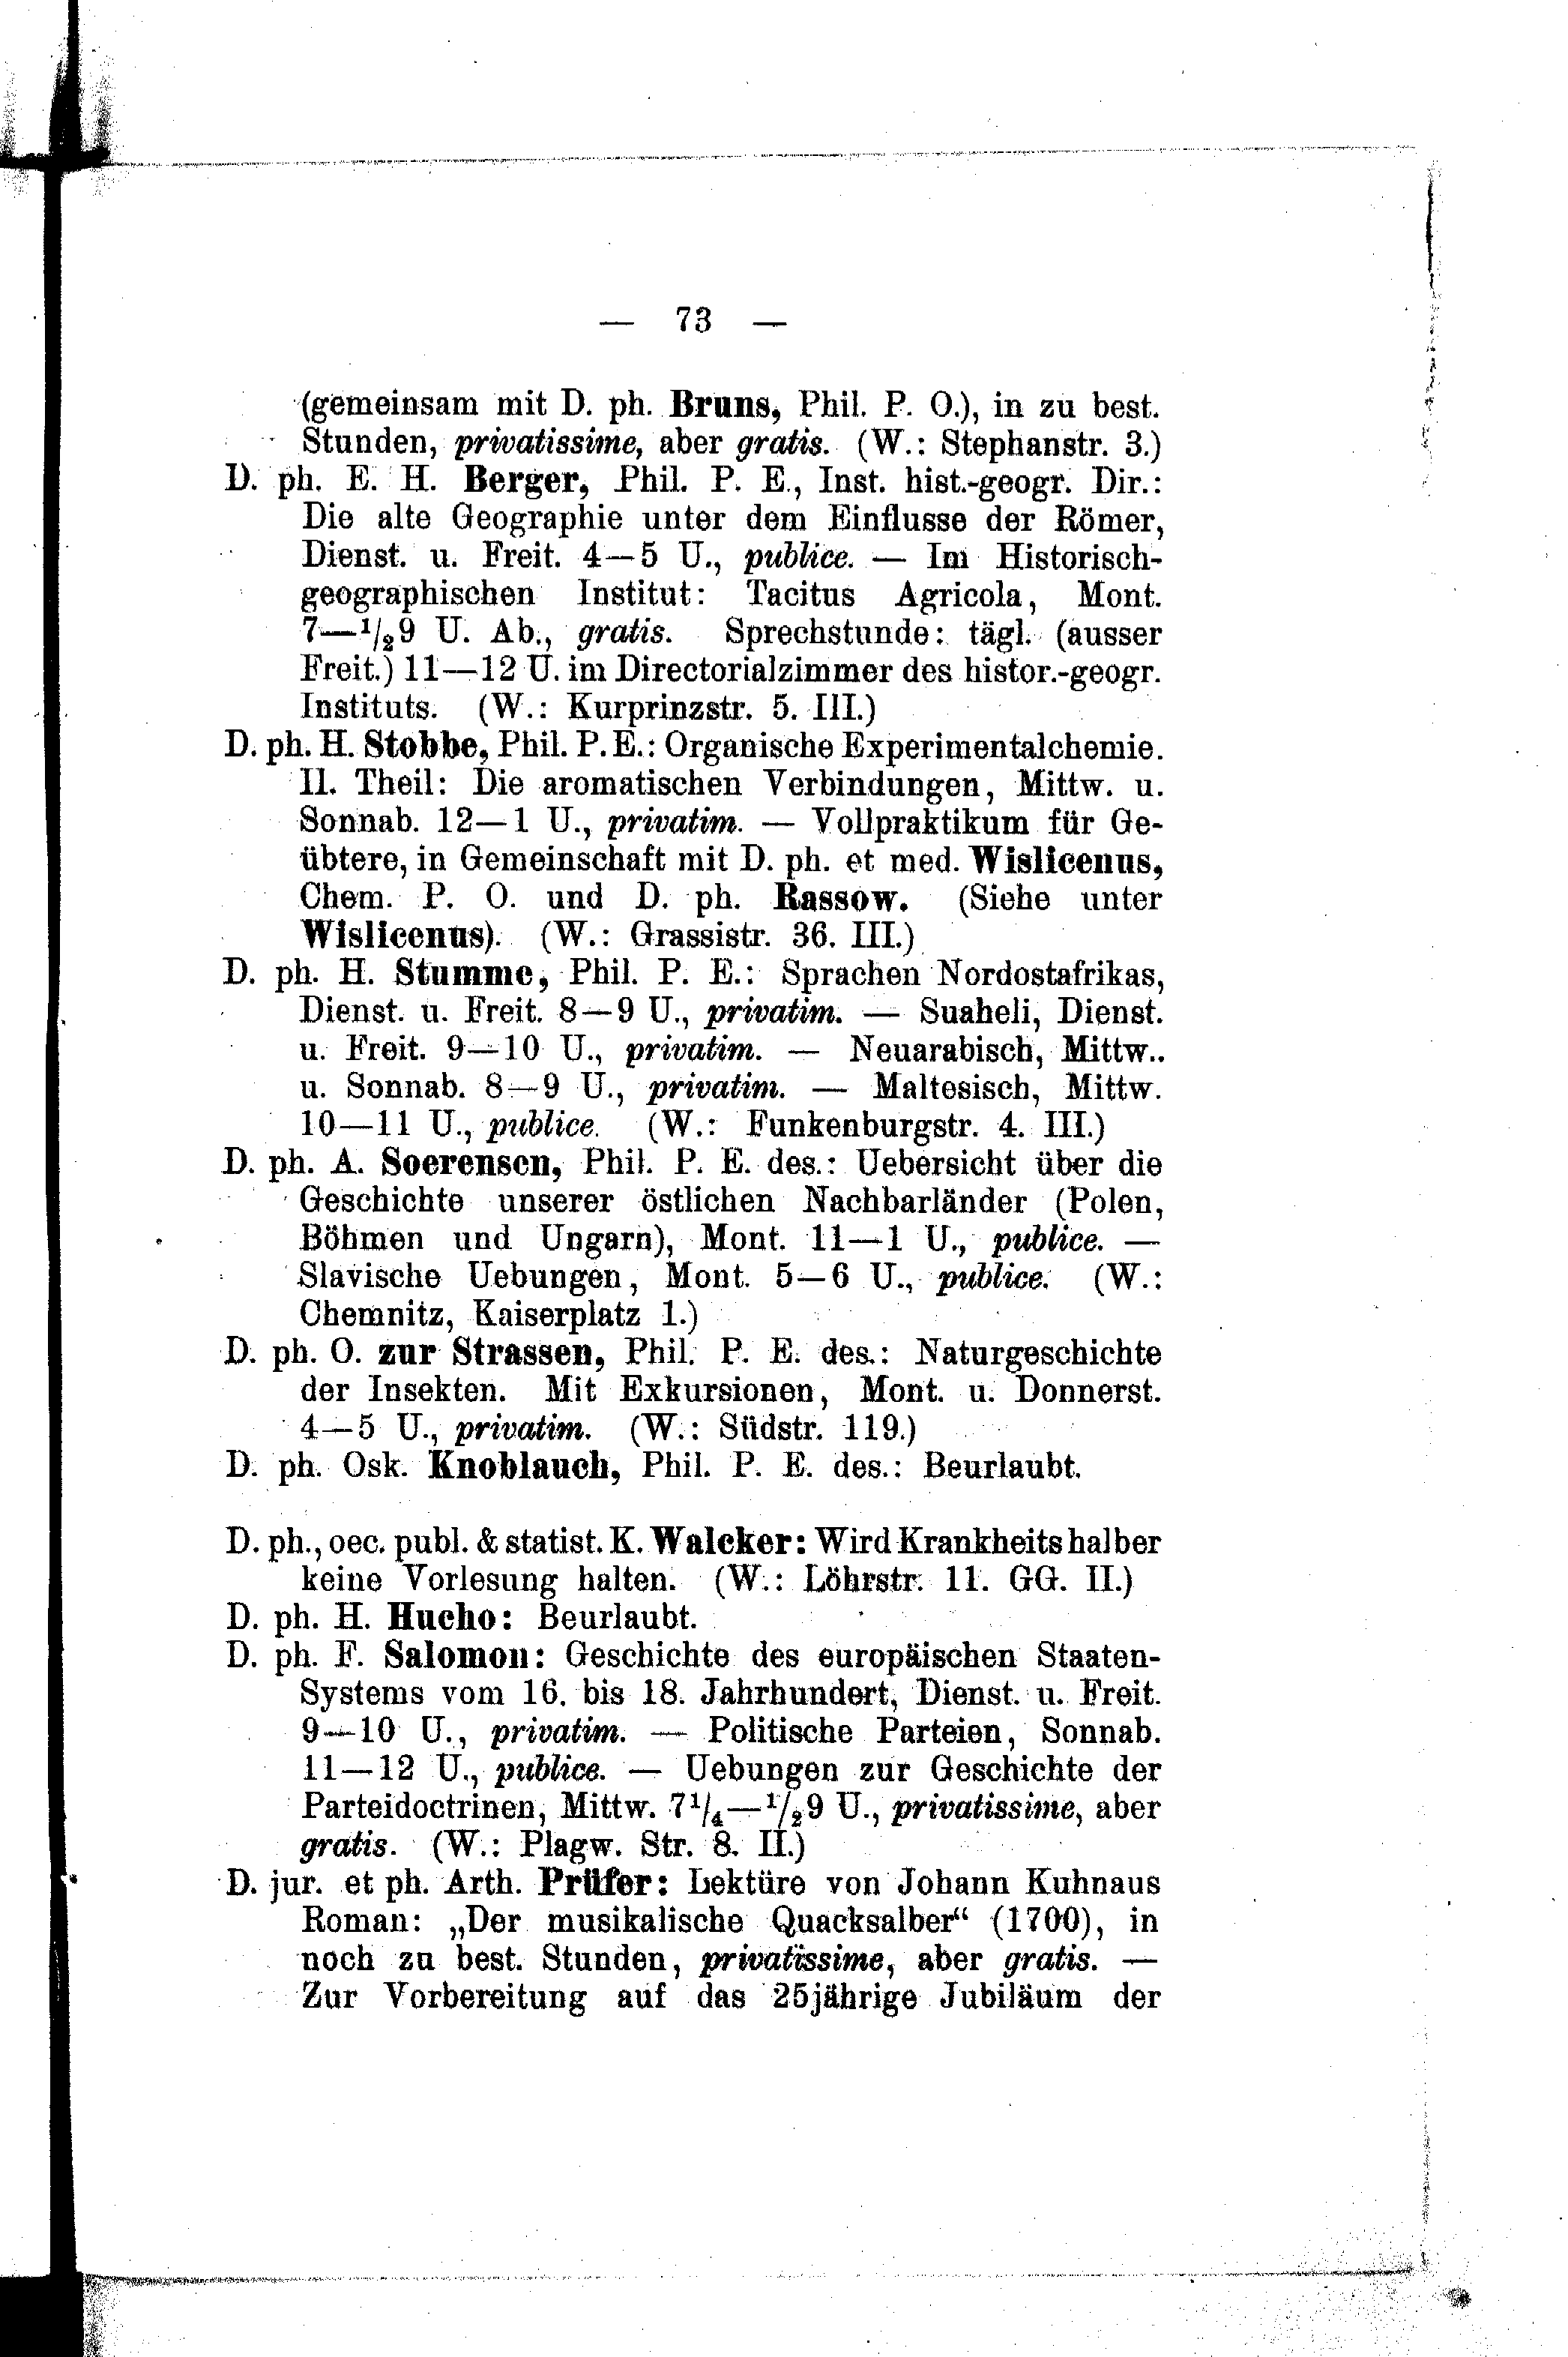 — 73 —
(gemeinsam mit D. ph. Bruns, Phil. P. O.), in zu best.
Stunden, privatissime, aber gratis. (W.: Stephanstr. 3.)
D. ph. E. H. Berger, Phil. P. E., Inst. hist.-geogr. Dir.:
Die alte Geographie unter dem Einflusse der Römer,
Dienst. u. Freit. 4—5 U., publice. — Im Historisch-
geographischen Institut: Tacitus Agricola, Mont.
7—1/29 U. Ab., gratis. Sprechstunde: tägl. (ausser
Freit.) 11—12 U. im Directorialzimmer des histor.-geogr.
Instituts. (W.: Kurprinzstr. 5. III.)
D. ph. H. Stobbe, Phil. P. E.: Organische Experimentalchemie.
II. Theil: Die aromatischen Verbindungen, Mittw. u.
Sonnab. 12—1 U., privatim. — Vollpraktikum für Ge-
übtere, in Gemeinschaft mit D. ph. et med. Wislicenus,
Chem. P. O. und D. ph. Rassow. (Siehe unter
Wislicenus). (W.: Grassistr. 36. III.)
D. ph. H. Stumme, Phil. P. E.: Sprachen Nordostafrikas,
Dienst. u. Freit. 8—9 U., privatim. — Suaheli, Dienst.
u. Freit. 9—10 U., privatim. — Neuarabisch, Mittw..
u. Sonnab. 8—9 U., privatim. — Maltesisch, Mittw.
10—11 U., publice. (W.: Funkenburgstr. 4. III.)
D. ph. A. Soerensen, Phil. P. E. des.: Uebersicht über die
Geschichte unserer östlichen Nachbarländer (Polen,
Böhmen und Ungarn), Mont. 11—1 U., publice. —
Slavische Uebungen, Mont. 5—6 U., publice. (W.:
Chemnitz, Kaiserplatz 1.)
D. ph. O. zur Strassen, Phil. P. E. des.: Naturgeschichte
der Insekten. Mit Exkursionen, Mont. u. Donnerst.
4—5 U., privatim. (W.: Südstr. 119.)
D. ph. Osk. Knoblauch, Phil. P. E. des.: Beurlaubt.
D. ph., oec. publ. & statist. K. Walcker: Wird Krankheits halber
keine Vorlesung halten. (W.: Löhrstr. 11. GG. II.)
D. ph. H. Hucho: Beurlaubt.
D. ph. F. Salomon: Geschichte des europäischen Staaten-
Systems vom 16. bis 18. Jahrhundert, Dienst. u. Freit.
9—10 U., privatim. — Politische Parteien, Sonnab.
11—12 U., publice. — Uebungen zur Geschichte der
Parteidoctrinen, Mittw. 71/4—1/29 U., privatissime, aber
gratis. (W.: Plagw. Str. 8. II.)
D. jur. et ph. Arth. Prüfer: Lektüre von Johann Kuhnaus
Roman: „Der musikalische Quacksalber“ (1700), in
noch zu best. Stunden, privatissime, aber gratis. —
Zur Vorbereitung auf das 25jährige Jubiläum der